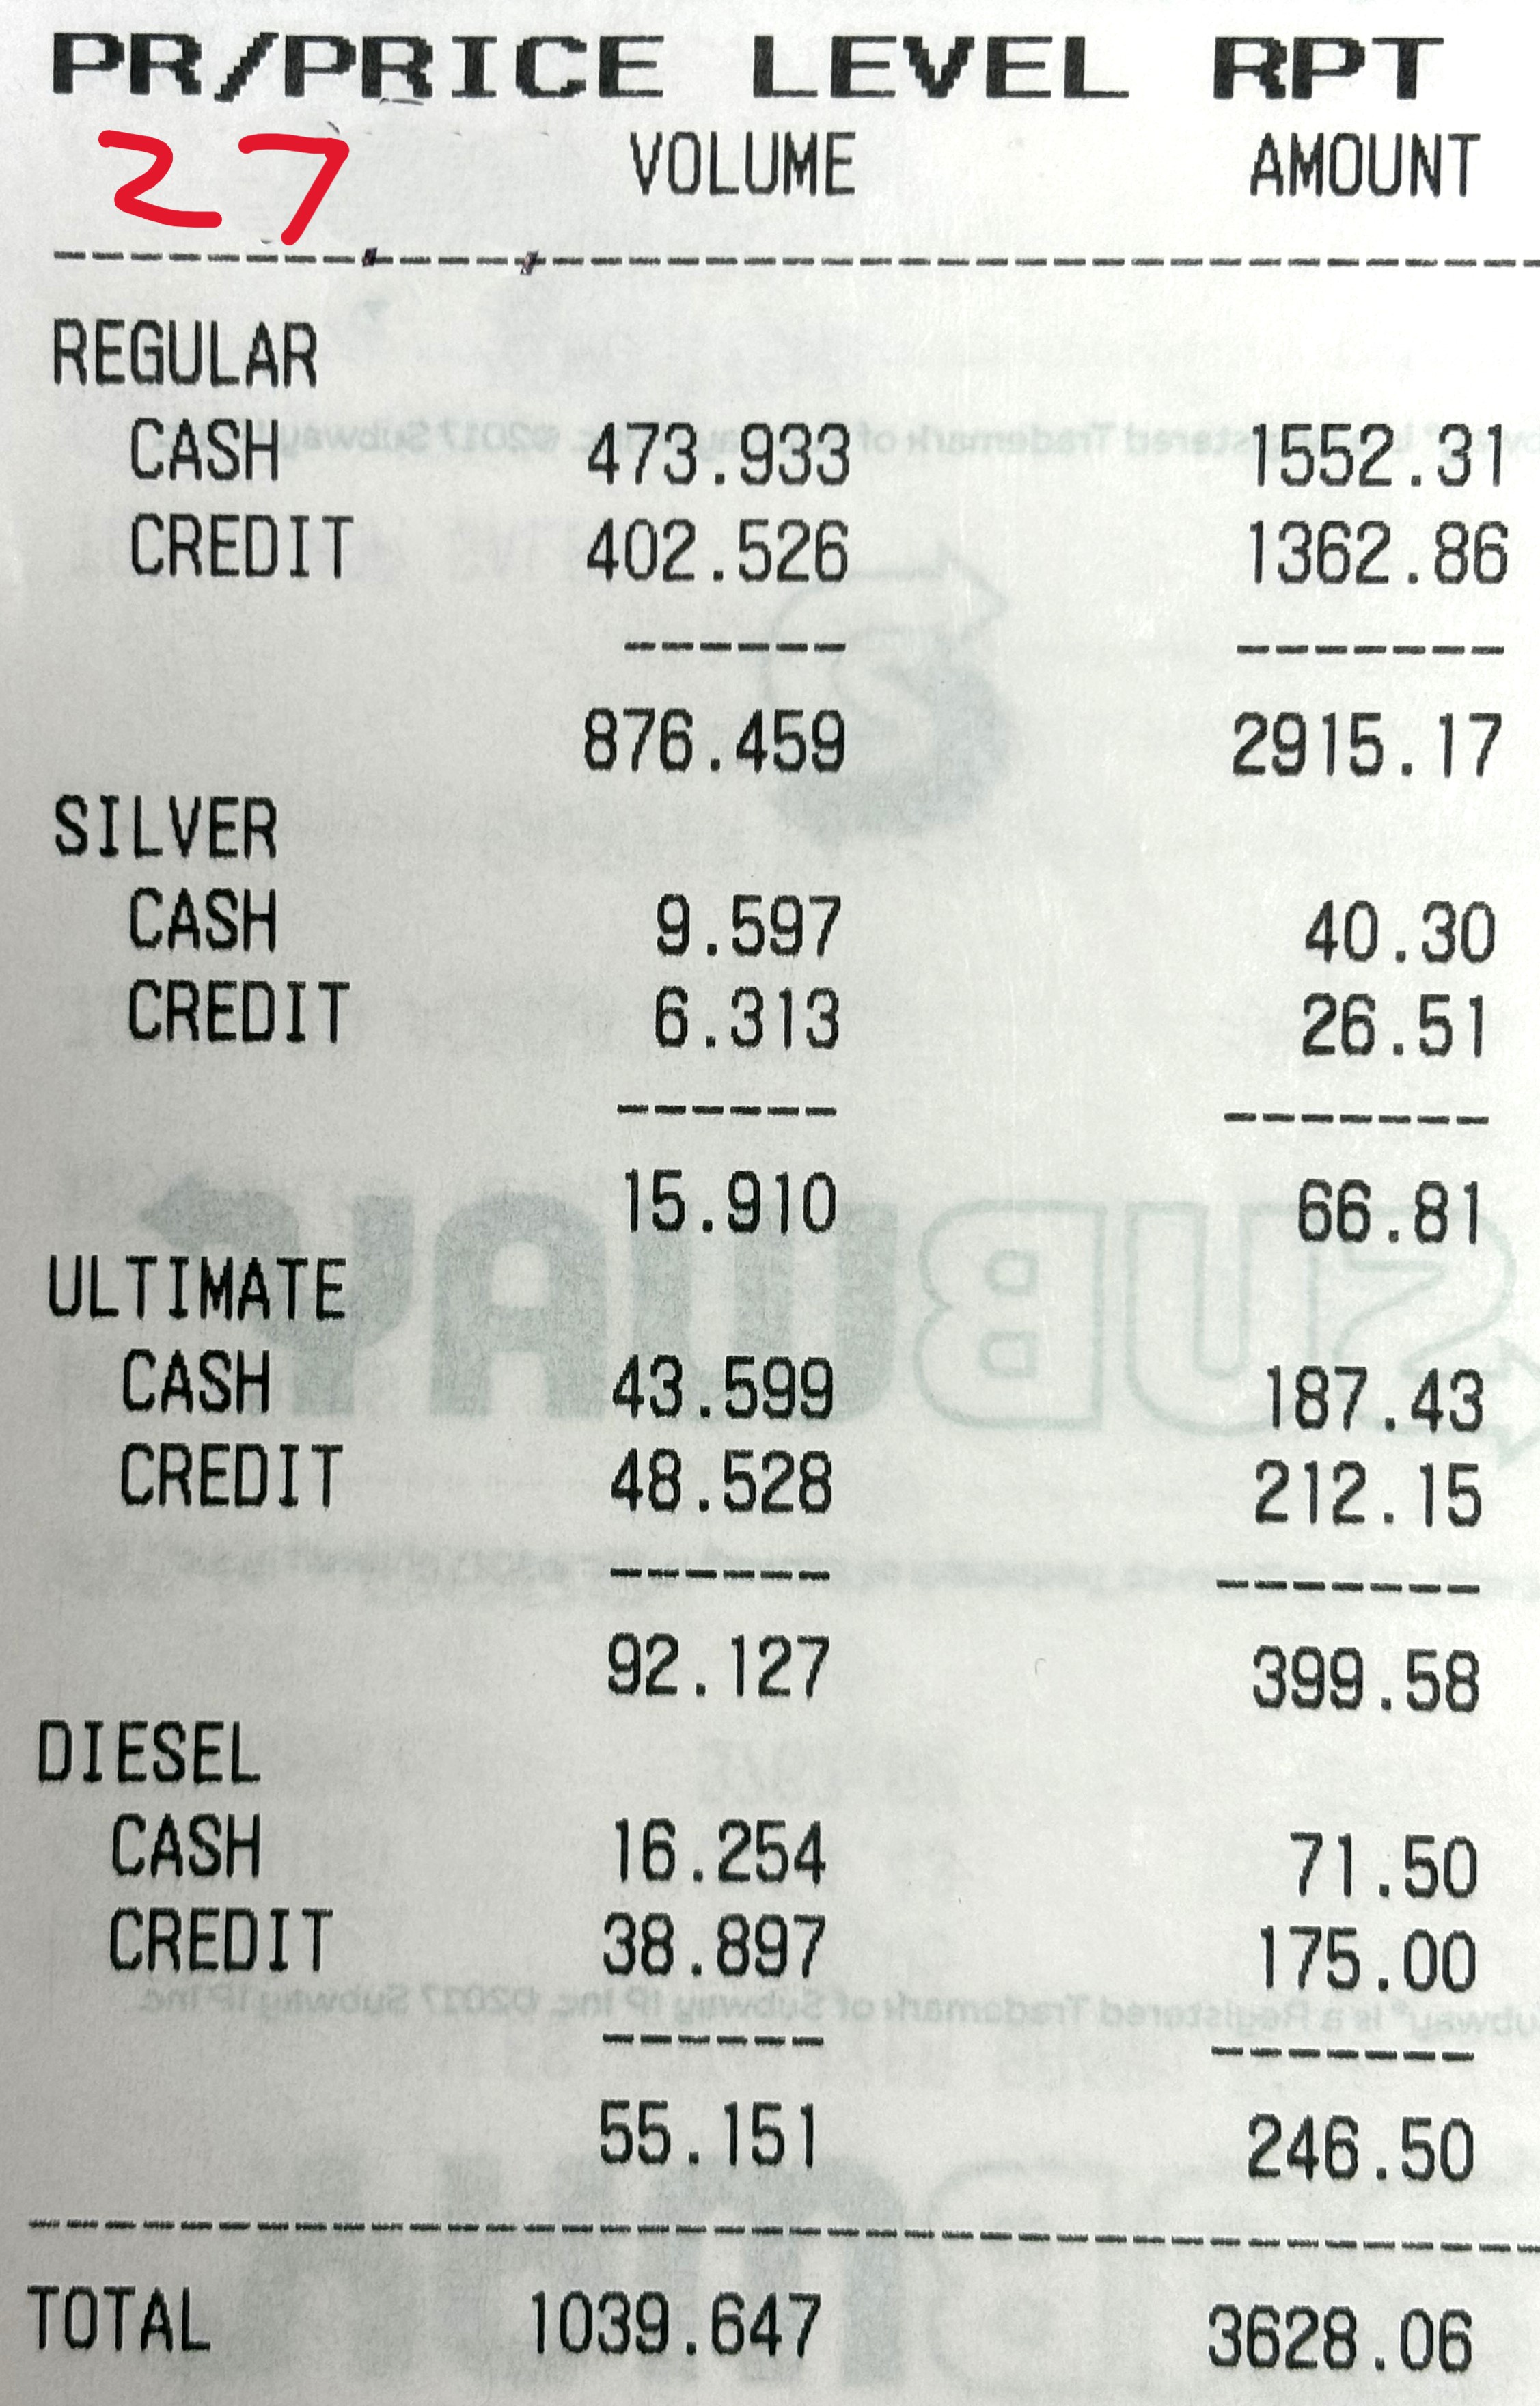 PR/PRICE LEVEL RPT
27 VOLUME AMOUNT
REGULAR
CASH 473.933 1552.31
CREDIT 402.526 1362.86
876.459 2915.17
SILVER
CASH 9.597 40.30
CREDIT 6.313 26.51
15.910 66.81
ULTIMATE
CASH 43.599 187.43
CREDIT 48.528 212.15
92.127 399.58
DIESEL
CASH 16.254 71.50
CREDIT 38.897 175.00
55.151 246.50
TOTAL 1039.647 3628.06